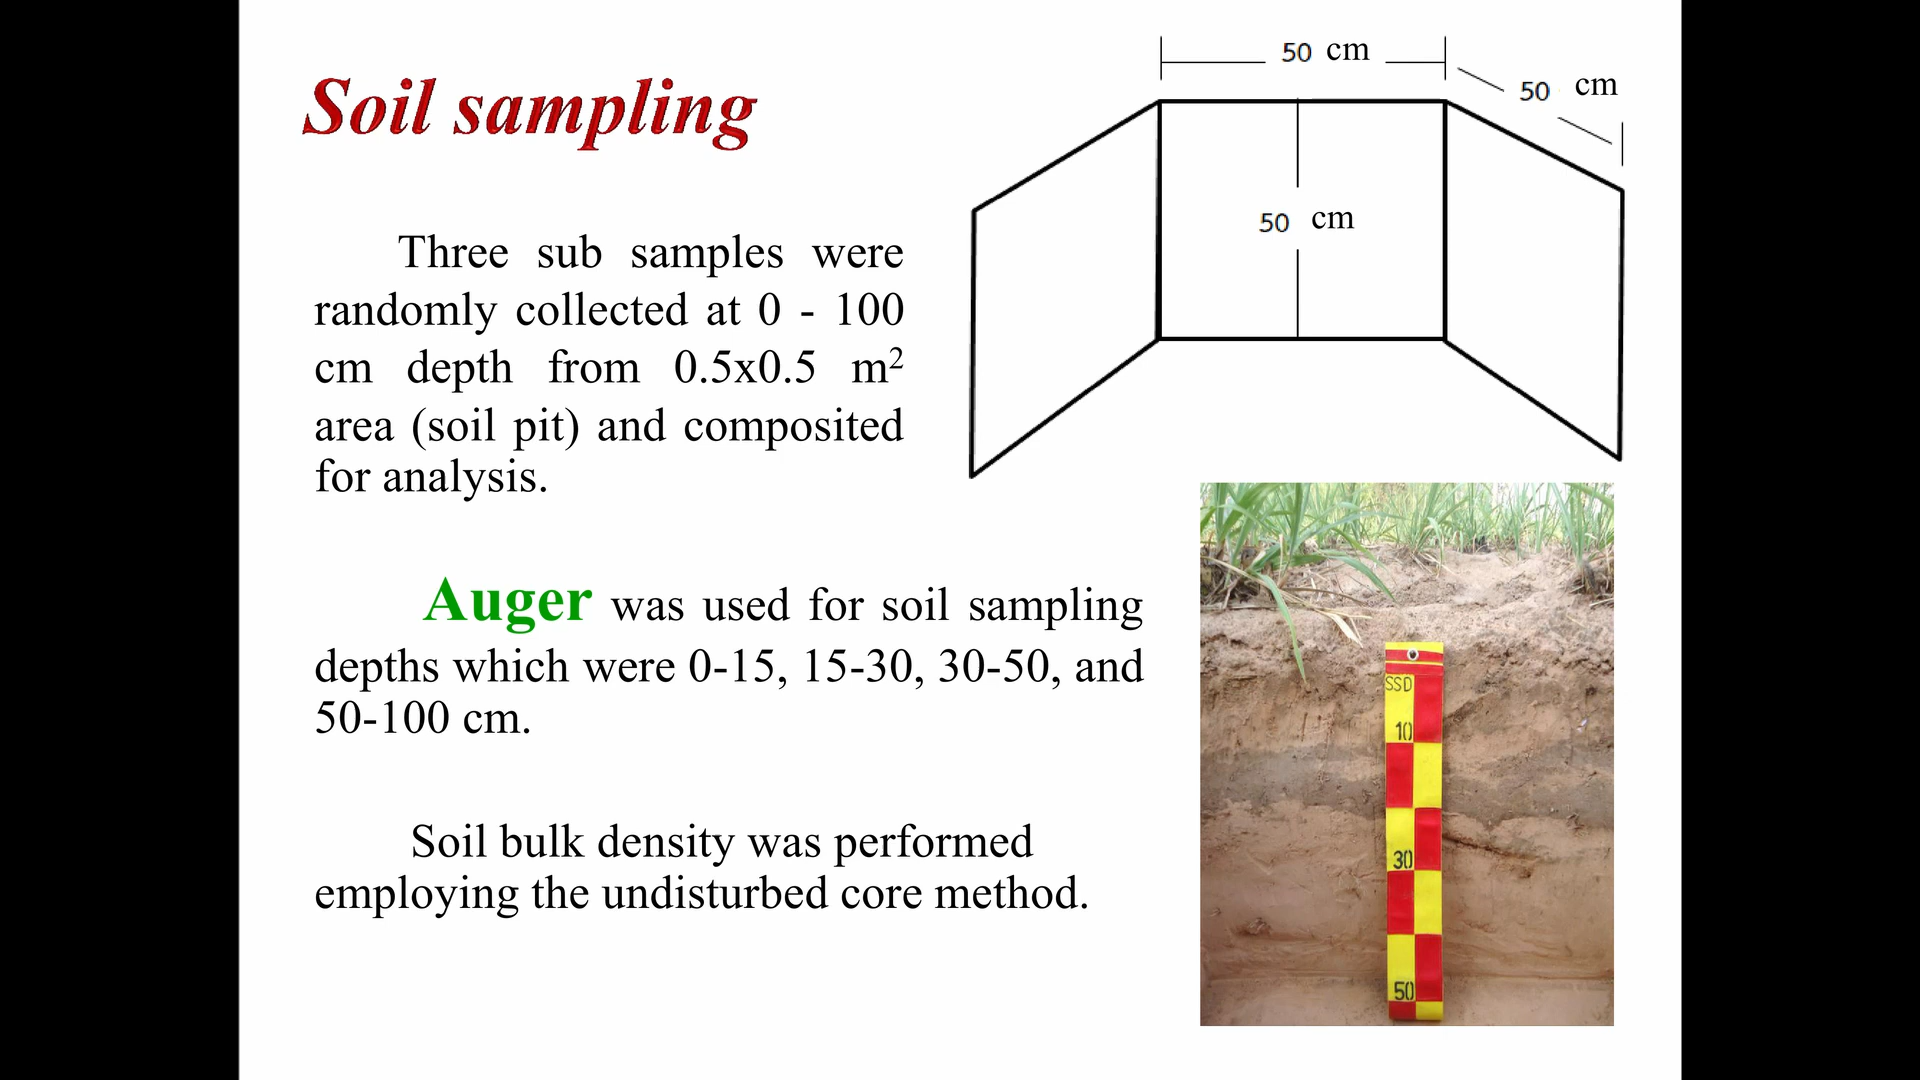 Soil sampling
50 cm
50 cm
50 cm
Three sub samples were
randomly collected at 0 - 100
cm depth from 0.5x0.5 m²
area (soil pit) and composited
for analysis.
Auger was used for soil sampling
depths which were 0-15, 15-30, 30-50, and
50-100 cm.
Soil bulk density was performed
employing the undisturbed core method.
SSD
10
30
50